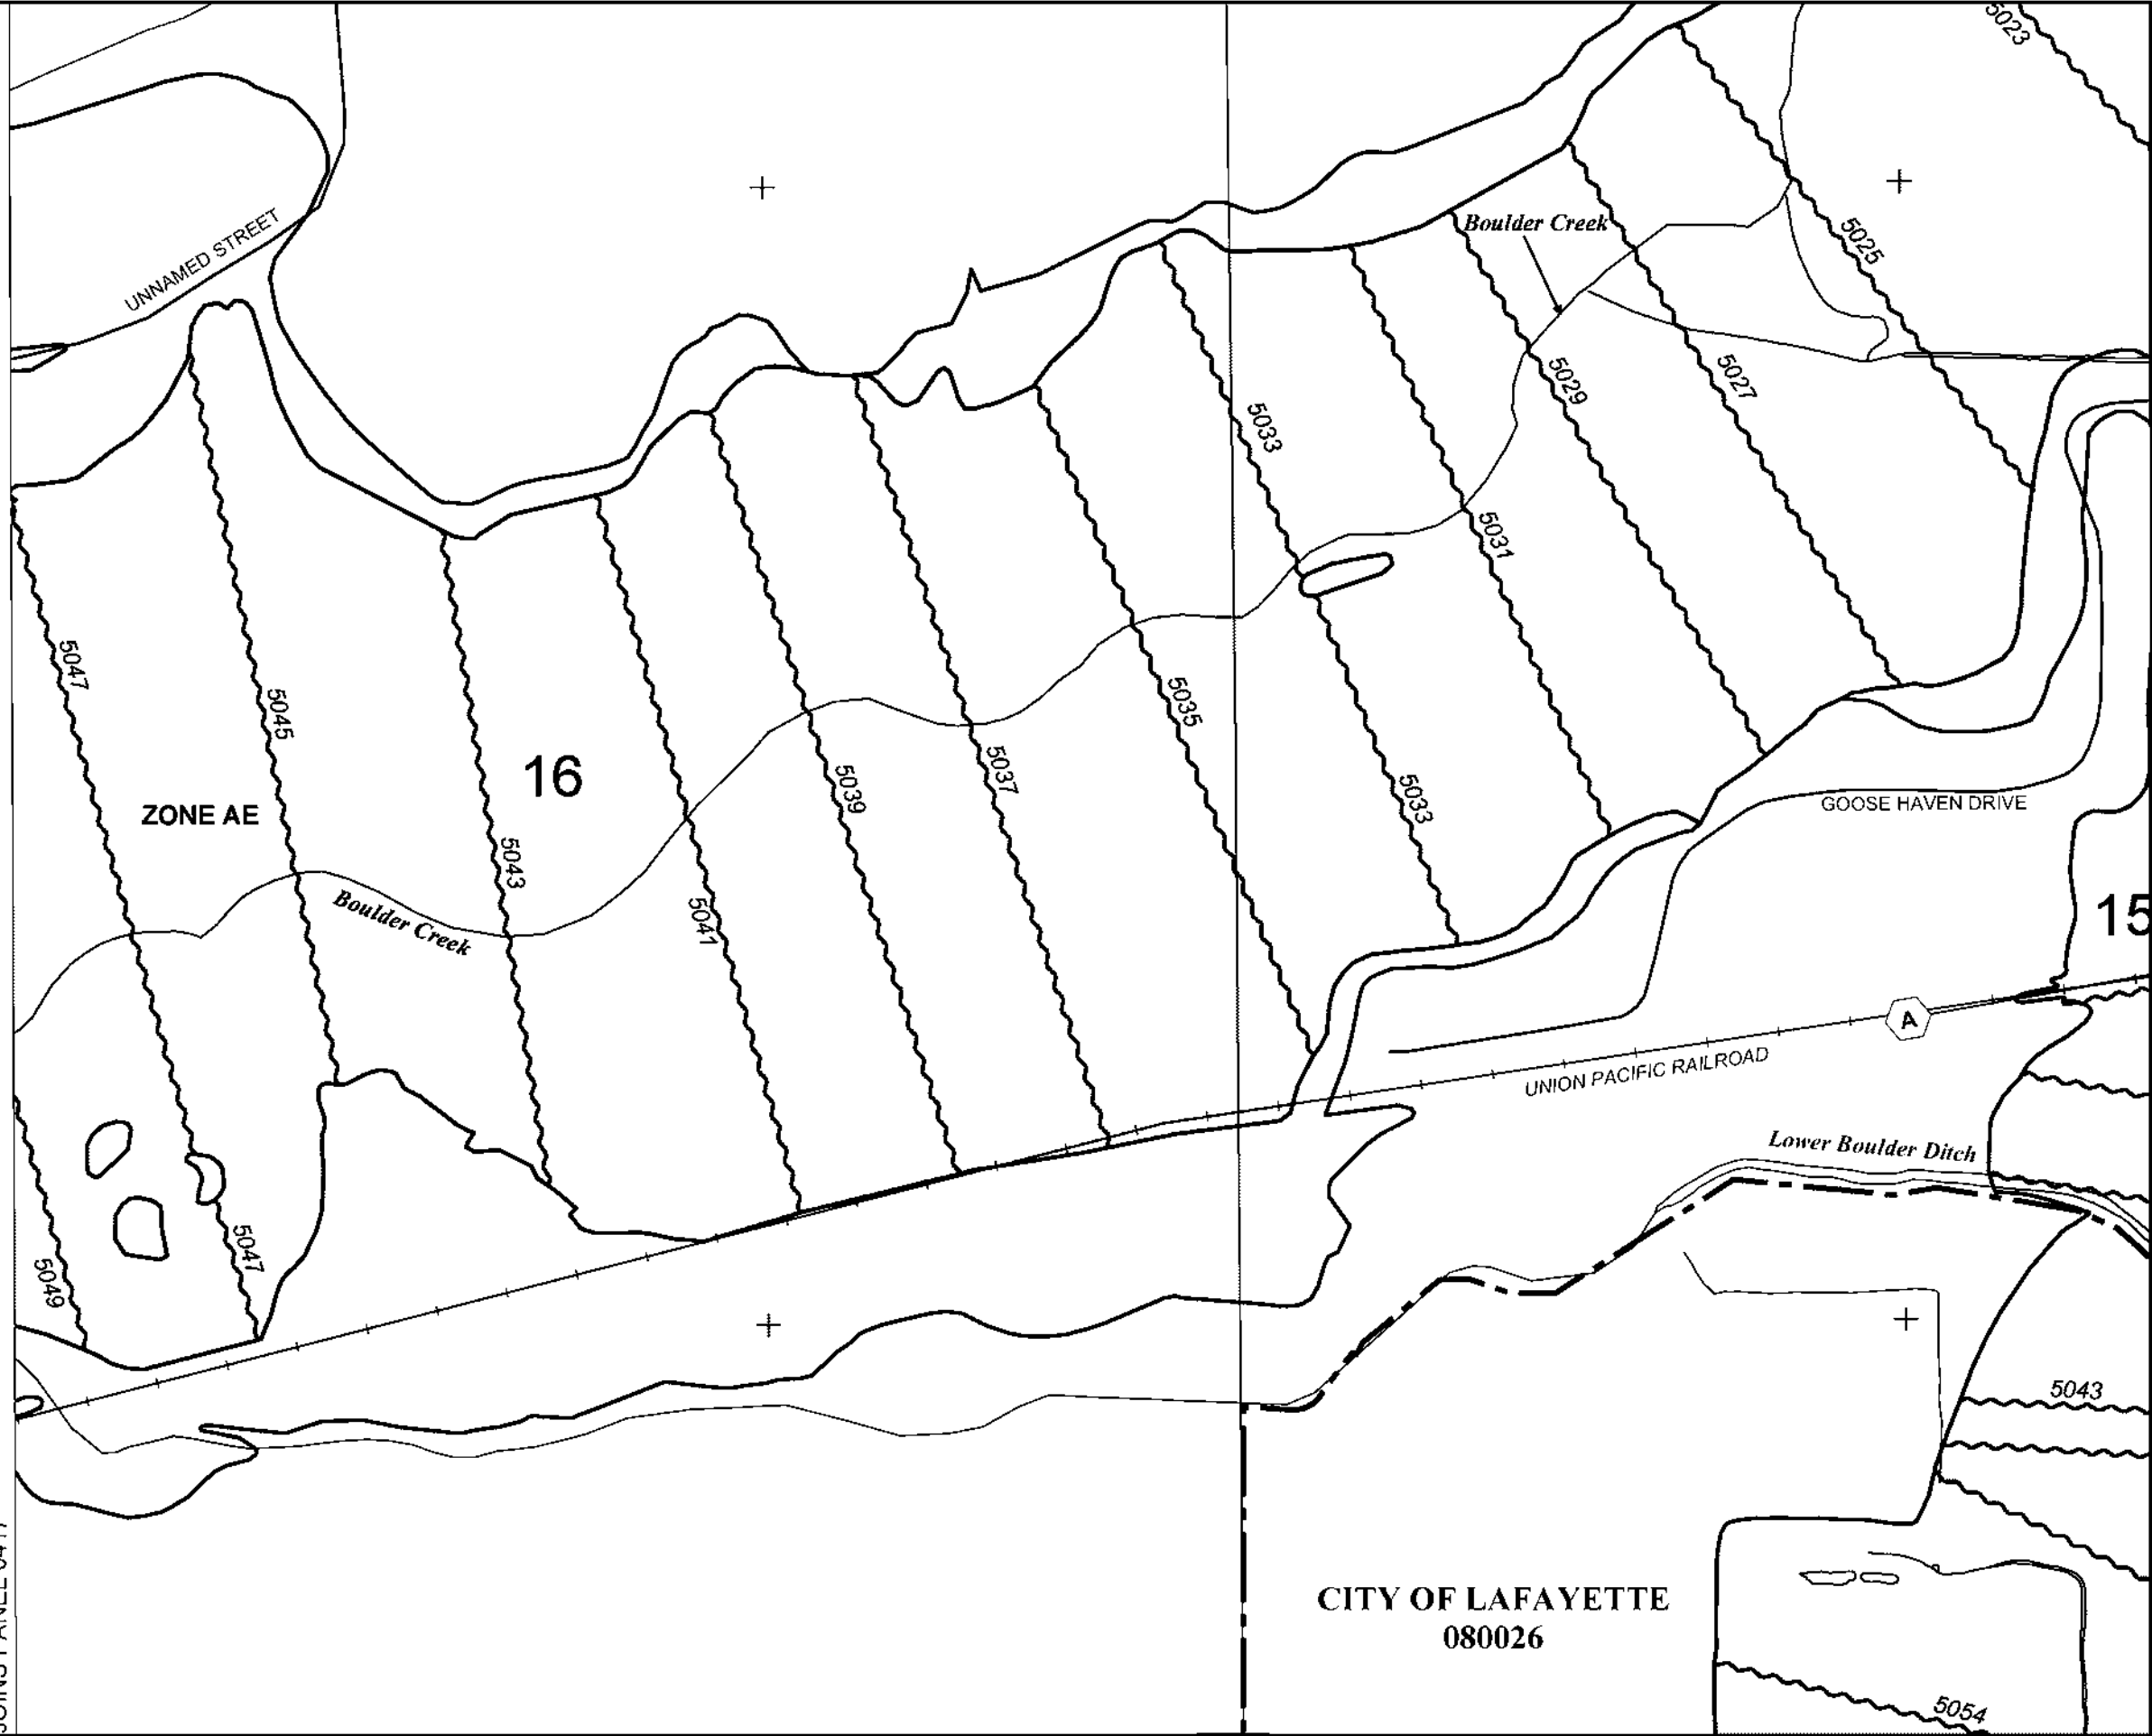 5023
UNNAMED STREET
Boulder Creek
5025
5033
5029
5027
5031
5047
5045
16
ZONE AE
5039
5037
5035
5033
GOOSE HAVEN DRIVE
5043
Boulder Creek
5041
15
A
UNION PACIFIC RAILROAD
Lower Boulder Ditch
5047
5049
5043
CITY OF LAFAYETTE
080026
5054